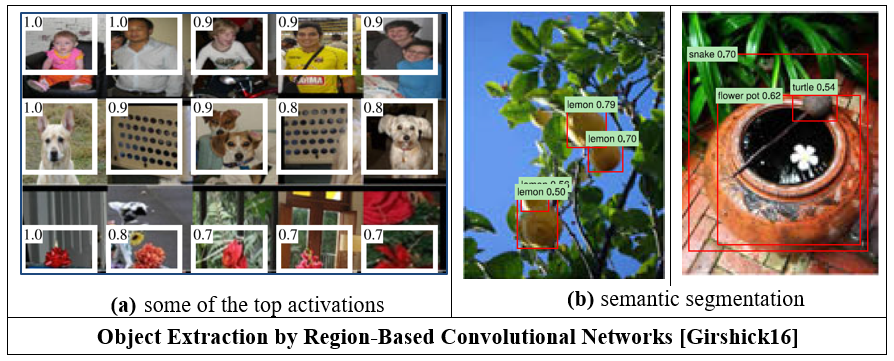 1.0 1.0 0.9 0.9 0.9
1.0 0.9 0.9 0.8 0.8
1.0 0.8 0.7 0.7 0.7
(a) some of the top activations
lemon 0.79
lemon 0.70
lemon 0.50
snake 0.70
turtle 0.54
flower pot 0.62
(b) semantic segmentation
Object Extraction by Region-Based Convolutional Networks [Girshick16]